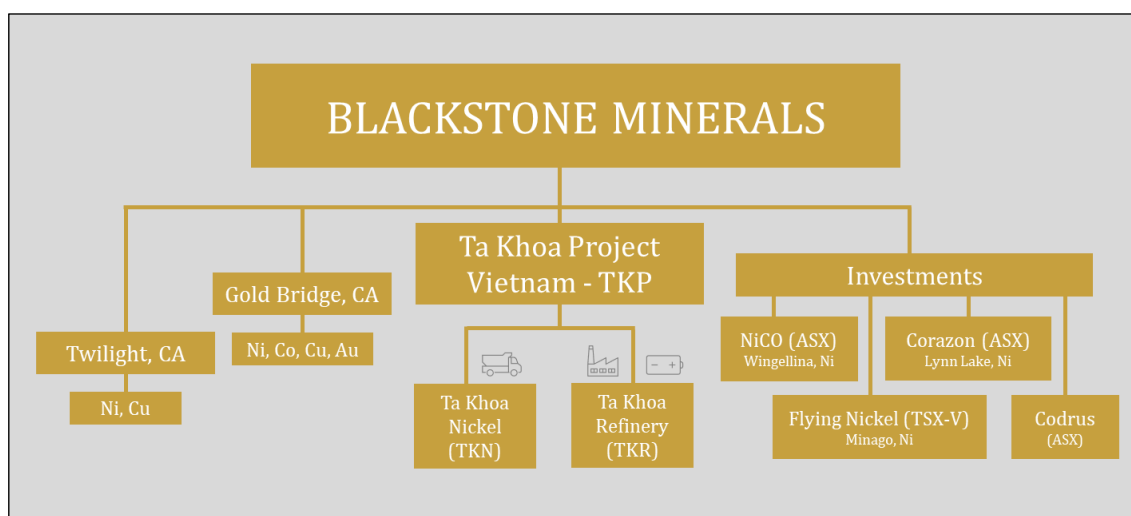 BLACKSTONE MINERALS
Twilight, CA
Ni, Cu
Gold Bridge, CA
Ni, Co, Cu, Au
Ta Khoa Project
Vietnam - TKP
Ta Khoa
Nickel
(TKN)
Ta Khoa
Refinery
(TKR)
Investments
NiCO (ASX)
Wingellina, Ni
Flying Nickel (TSX-V)
Minago, Ni
Corazon (ASX)
Lynn Lake, Ni
Codrus
(ASX)